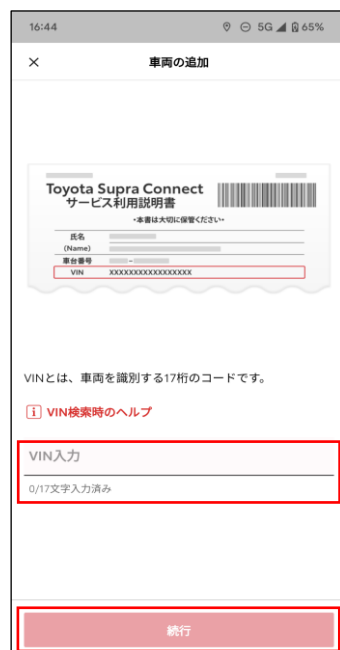 16:44 5G 65%
× 車両の追加
Toyota Supra Connect
サービス利用説明書
•本書は大切に保管ください•
氏名
(Name)
車台番号 -
VIN XXXXXXXXXXXXXXXXX
VINとは、車両を識別する17桁のコードです。
i VIN検索時のヘルプ
VIN入力
0/17文字入力済み
続行